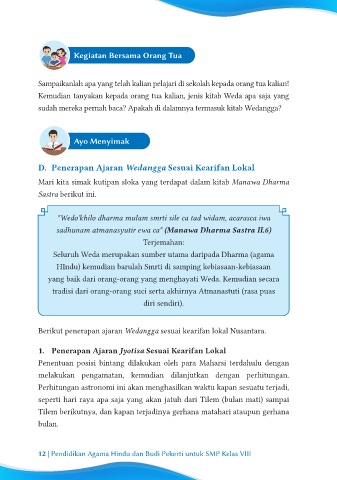 Kegiatan Bersama Orang Tua
Sampaikanlah apa yang telah kalian pelajari di sekolah kepada orang tua kalian!
Kemudian tanyakan kepada orang tua kalian, jenis kitab Weda apa saja yang
sudah mereka pernah baca? Apakah di dalamnya termasuk kitab Wedangga?
Ayo Menyimak
D. Penerapan Ajaran Wedangga Sesuai Kearifan Lokal
Mari kita simak kutipan sloka yang terdapat dalam kitab Manawa Dharma
Sastra berikut ini.
"Wedo'khilo dharma mulam smrti sile ca tad widam, acarasca iwa
sadhunam atmanasyutir ewa ca" (Manawa Dharma Sastra II.6)
Terjemahan:
Seluruh Weda merupakan sumber utama daripada Dharma (agama
HIndu) kemudian barulah Smrti di samping kebiasaan-kebiasaan
yang baik dari orang-orang yang menghayati Weda. Kemudian secara
tradisi dari orang-orang suci serta akhirnya Atmanastuti (rasa puas
diri sendiri).
Berikut penerapan ajaran Wedangga sesuai kearifan lokal Nusantara.
1. Penerapan Ajaran Jyotisa Sesuai Kearifan Lokal
Penentuan posisi bintang dilakukan oleh para Maharsi terdahulu dengan
melakukan pengamatan, kemudian dilanjutkan dengan perhitungan.
Perhitungan astronomi ini akan menghasilkan waktu kapan sesuatu terjadi,
seperti hari raya apa saja yang akan jatuh dari Tilem (bulan mati) sampai
Tilem berikutnya, dan kapan terjadinya gerhana matahari ataupun gerhana
bulan.
12 | Pendidikan Agama Hindu dan Budi Pekerti untuk SMP Kelas VIII